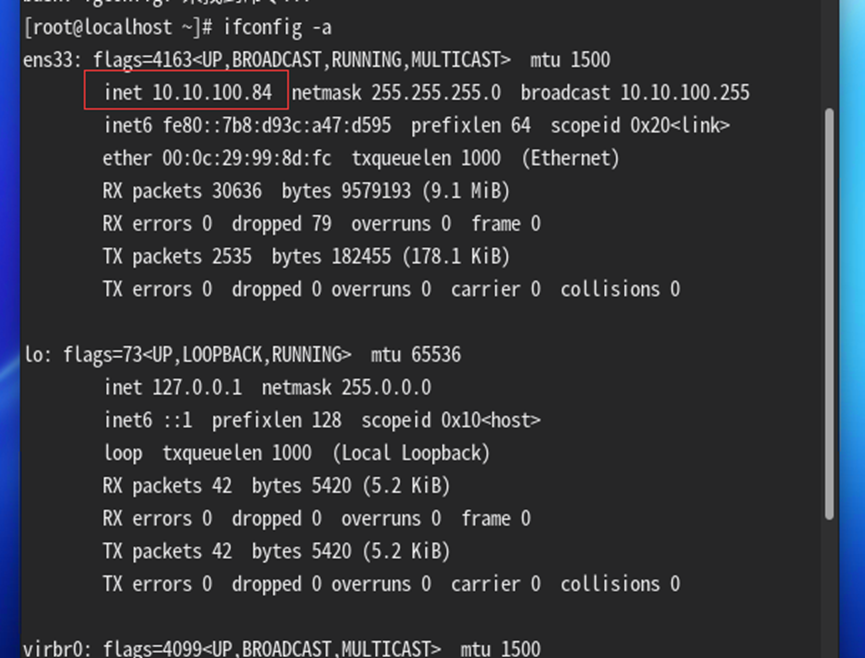 [root@localhost ~]# ifconfig -a
ens33: flags=4163<UP,BROADCAST,RUNNING,MULTICAST>  mtu 1500
        inet 10.10.100.84  netmask 255.255.255.0  broadcast 10.10.100.255
        inet6 fe80::7b8:d93c:a47:d595  prefixlen 64  scopeid 0x20<link>
        ether 00:0c:29:99:8d:fc  txqueuelen 1000  (Ethernet)
        RX packets 30636  bytes 9579193 (9.1 MiB)
        RX errors 0  dropped 79  overruns 0  frame 0
        TX packets 2535  bytes 182455 (178.1 KiB)
        TX errors 0  dropped 0 overruns 0  carrier 0  collisions 0

lo: flags=73<UP,LOOPBACK,RUNNING>  mtu 65536
        inet 127.0.0.1  netmask 255.0.0.0
        inet6 ::1  prefixlen 128  scopeid 0x10<host>
        loop  txqueuelen 1000  (Local Loopback)
        RX packets 42  bytes 5420 (5.2 KiB)
        RX errors 0  dropped 0  overruns 0  frame 0
        TX packets 42  bytes 5420 (5.2 KiB)
        TX errors 0  dropped 0 overruns 0  carrier 0  collisions 0

virbr0: flags=4099<UP,BROADCAST,MULTICAST>  mtu 1500